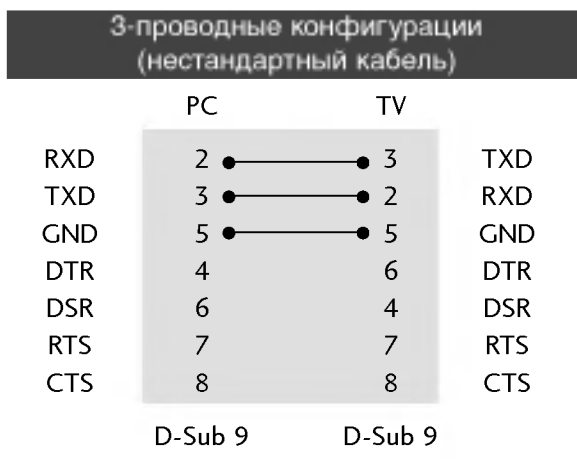 3-проводные конфигурации
(нестандартный кабель)
PC TV
RXD 2 3 TXD
TXD 3 2 RXD
GND 5 5 GND
DTR 4 6 DTR
DSR 6 4 DSR
RTS 7 7 RTS
CTS 8 8 CTS
D-Sub 9 D-Sub 9